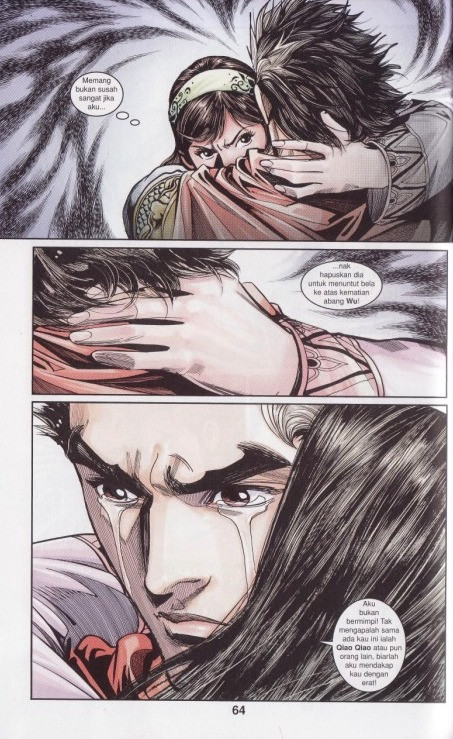 Memang
bukan susah
sangat jika
aku...
...nak
hapuskan dia
untuk menuntut bela
ke atas kematian
abang Wu!
Aku
bukan
bermimpi! Tak
mengapalah sama
ada kau ini ialah
Qiao Qiao atau pun
orang lain, biarlah
aku mendakap
kau dengan
erat!
64